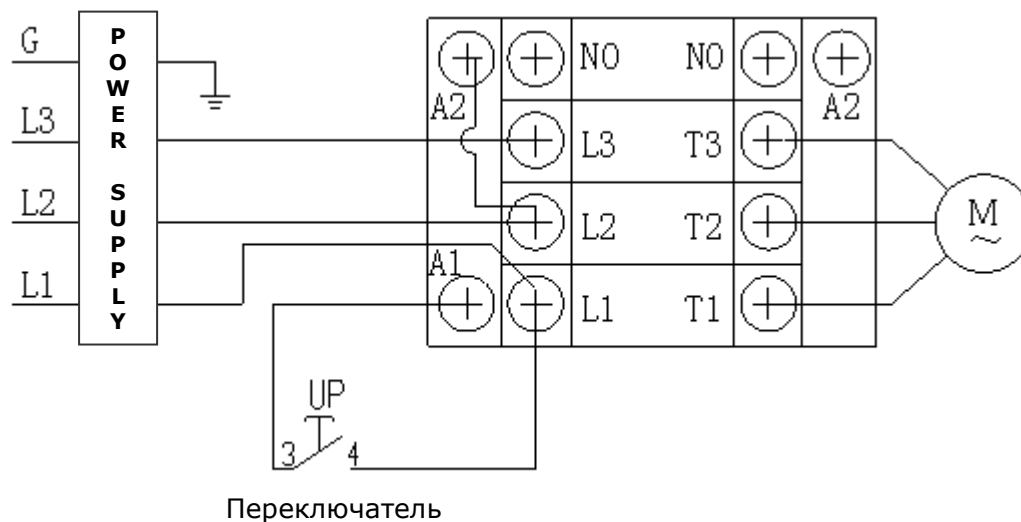 G
L3
L2
L1
POWER SUPPLY
A2
NO NO
A2
L3 T3
L2 T2
A1
L1 T1
M
~
UP
3 4
Переключатель